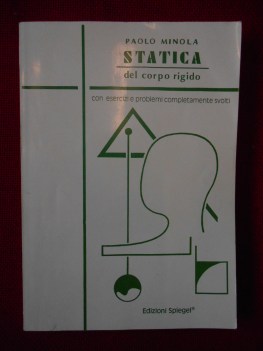 PAOLO MINOLA
STATICA
del corpo rigido
con esercizi e problemi completamente svolti
Edizioni Spiegel®